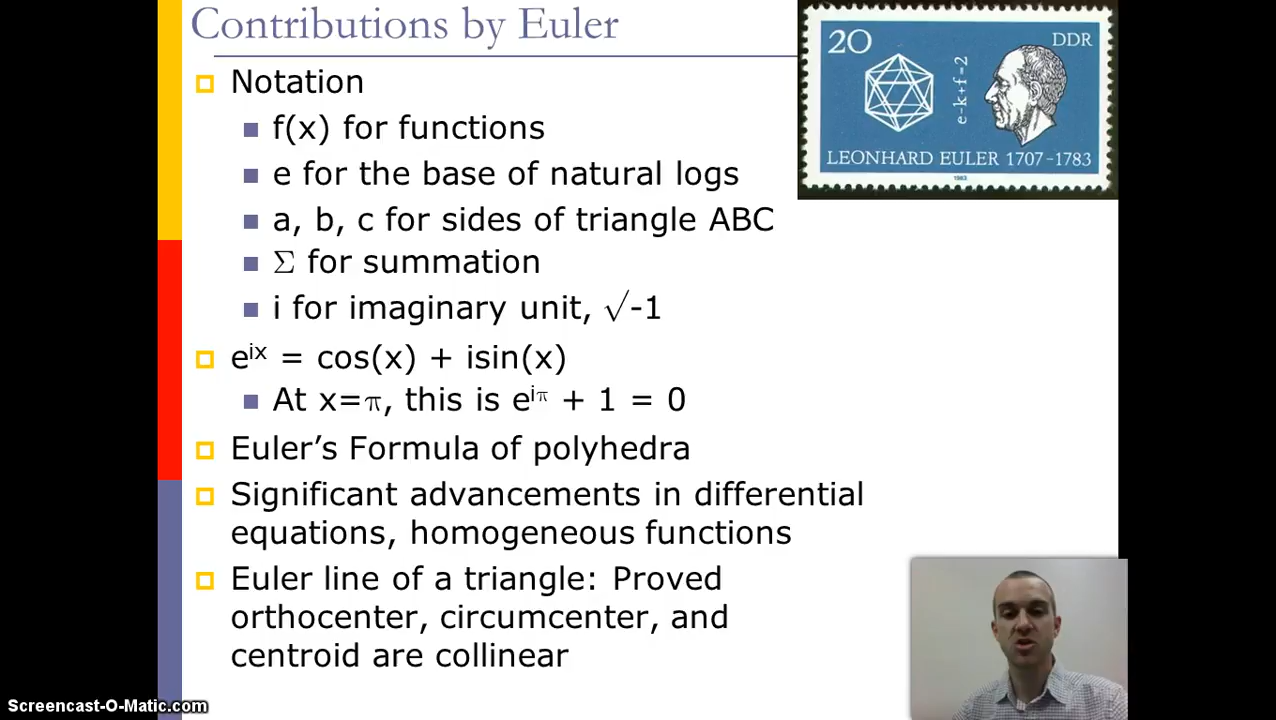 Contributions by Euler
Notation
f(x) for functions
e for the base of natural logs
a, b, c for sides of triangle ABC
Σ for summation
i for imaginary unit, √-1
eⁱˣ = cos(x) + isin(x)
At x=π, this is e^iπ + 1 = 0
Euler’s Formula of polyhedra
Significant advancements in differential
equations, homogeneous functions
Euler line of a triangle: Proved
orthocenter, circumcenter, and
centroid are collinear
20
DDR
e-k+f=2
LEONHARD EULER 1707-1783
1983
Screencast-O-Matic.com